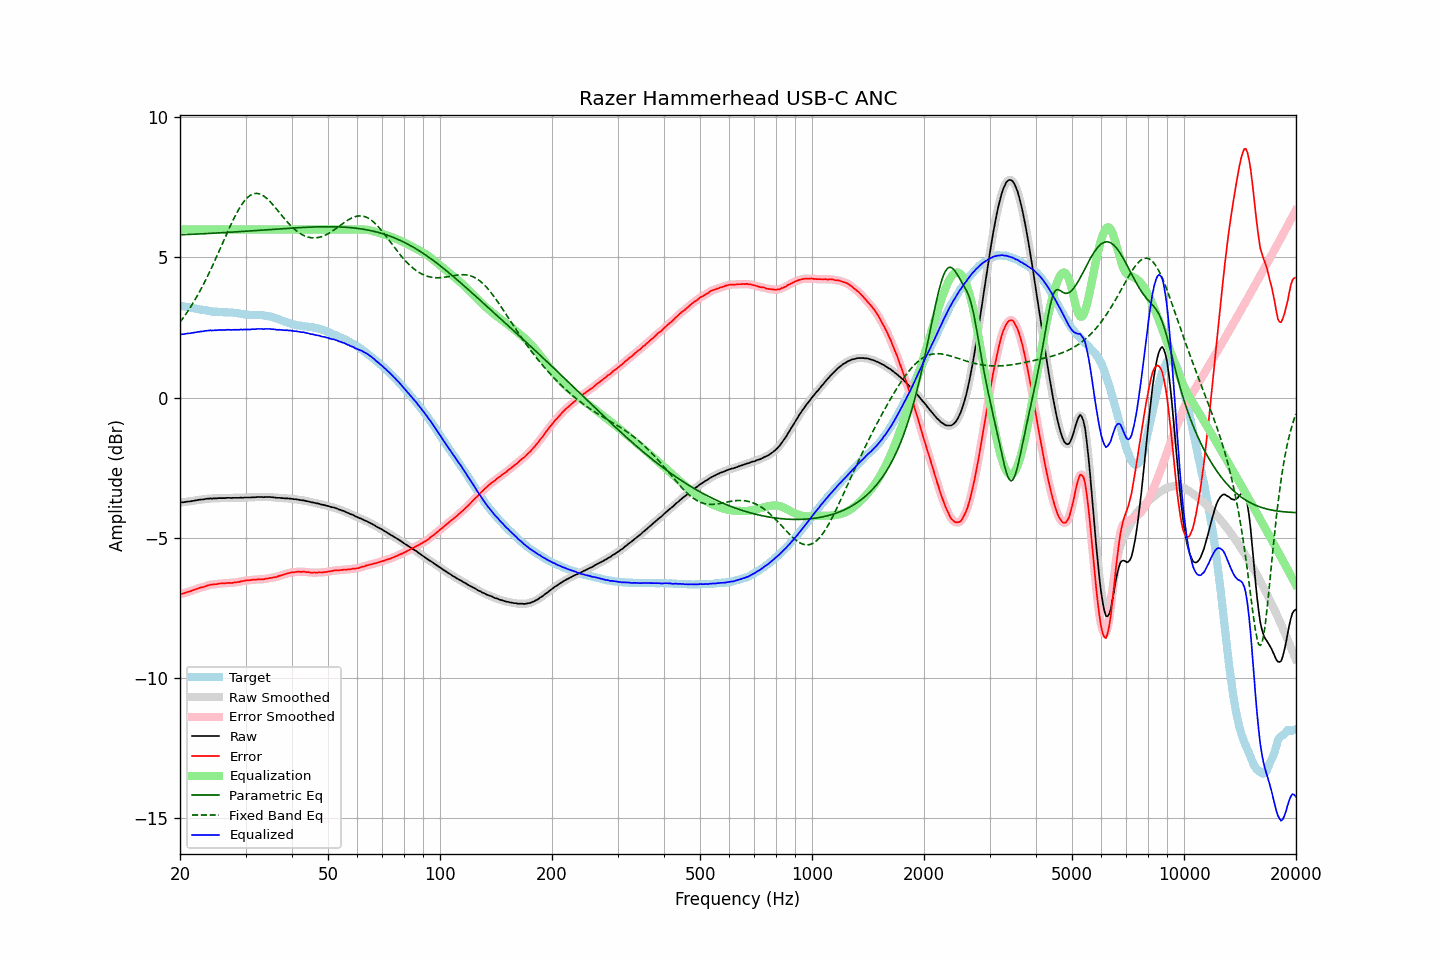 Razer Hammerhead USB-C ANC
Amplitude (dBr)
10
5
0
−5
−10
−15
Target
Raw Smoothed
Error Smoothed
Raw
Error
Equalization
Parametric Eq
Fixed Band Eq
Equalized
20 50 100 200 500 1000 2000 5000 10000 20000
Frequency (Hz)